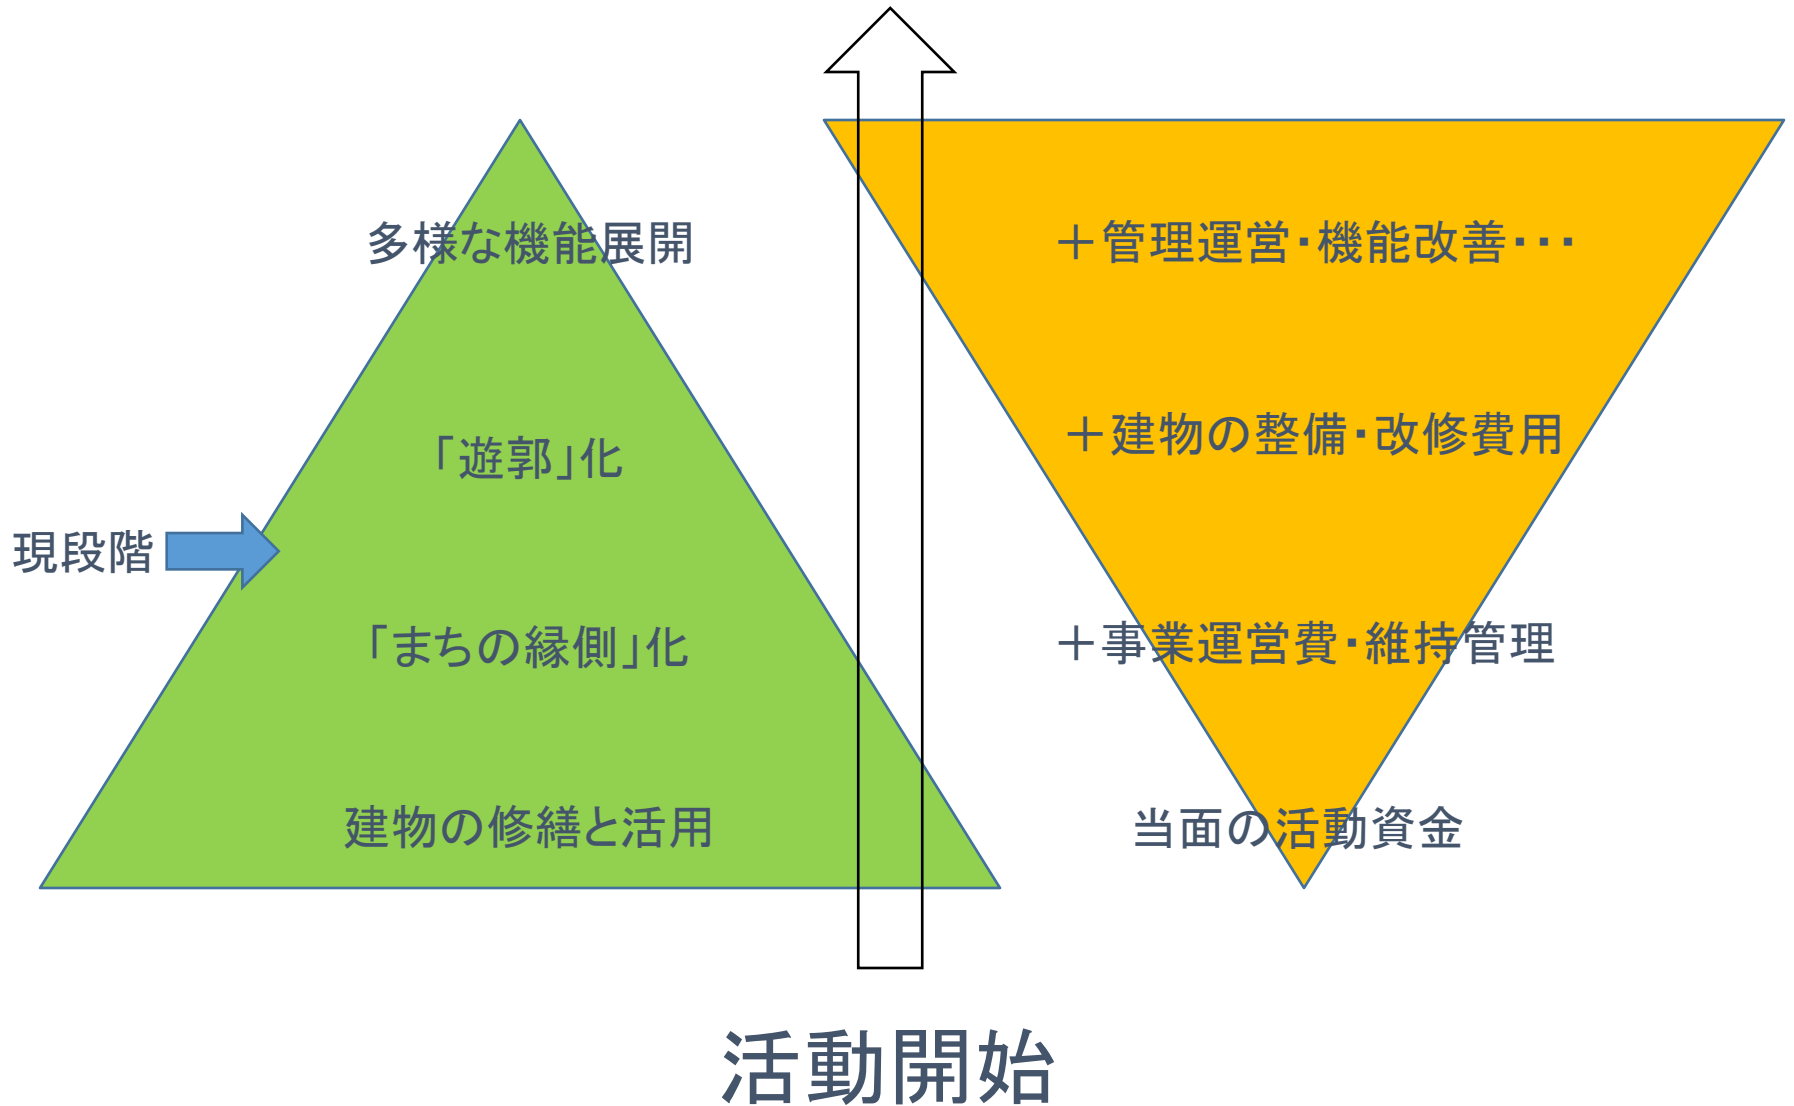 多様な機能展開
＋管理運営・機能改善・・・
「遊郭」化
＋建物の整備・改修費用
現段階
「まちの縁側」化
＋事業運営費・維持管理
建物の修繕と活用
当面の活動資金
活動開始